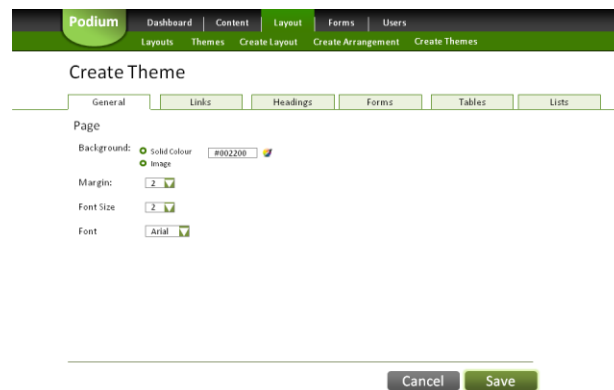 Podium Dashboard Content Layout Forms Users
Layouts Themes Create Layout Create Arrangement Create Themes
Create Theme
General Links Headings Forms Tables Lists
Page
Background: Solid Colour #002200
Image
Margin: 2
Font Size 2
Font Arial
Cancel Save